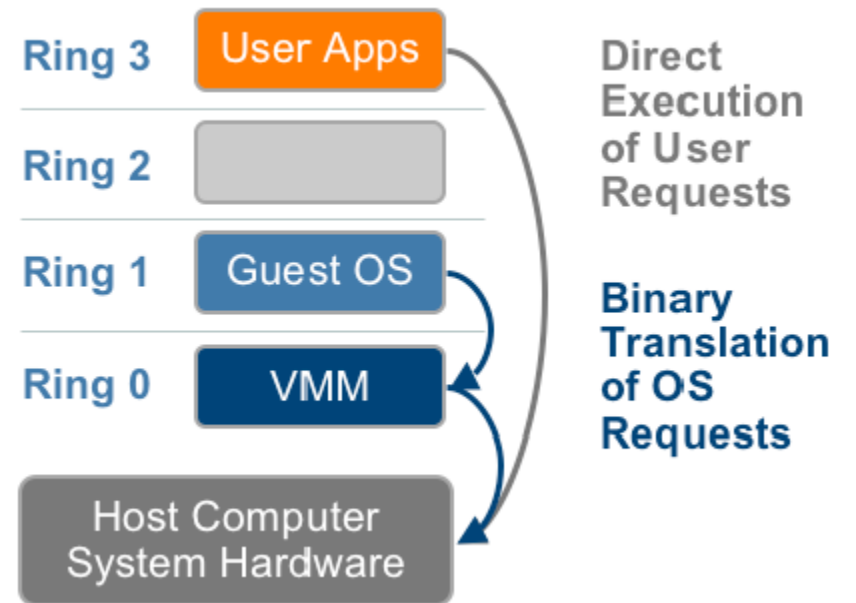 Ring 3
User Apps
Ring 2
Ring 1
Guest OS
Ring 0
VMM
Host Computer
System Hardware
Direct
Execution
of User
Requests
Binary
Translation
of OS
Requests